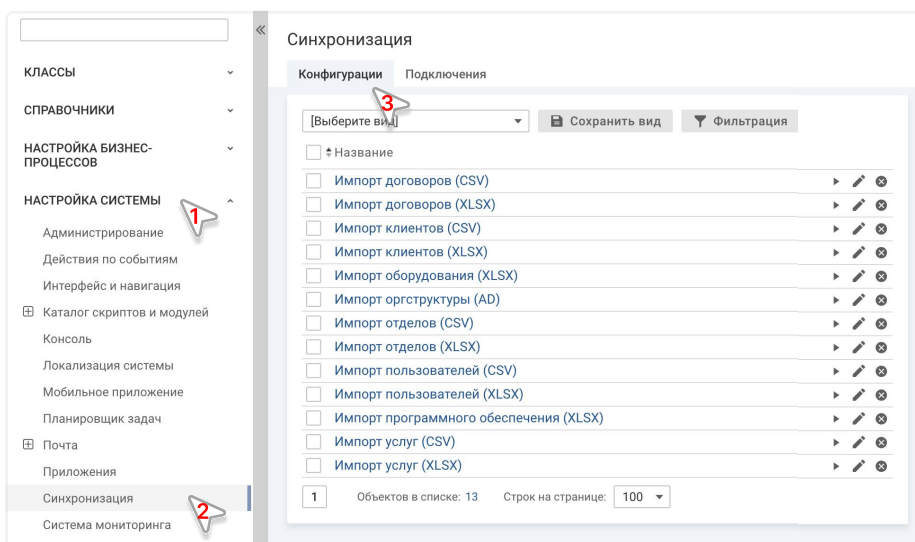 КЛАССЫ
СПРАВОЧНИКИ
НАСТРОЙКА БИЗНЕС-
ПРОЦЕССОВ
НАСТРОЙКА СИСТЕМЫ
1
Администрирование
Действия по событиям
Интерфейс и навигация
Каталог скриптов и модулей
Консоль
Локализация системы
Мобильное приложение
Планировщик задач
Почта
Приложения
Синхронизация
2
Система мониторинга
Синхронизация
Конфигурации Подключения
3
[Выберите вид] Сохранить вид Фильтрация
Название
Импорт договоров (CSV)
Импорт договоров (XLSX)
Импорт клиентов (CSV)
Импорт клиентов (XLSX)
Импорт оборудования (XLSX)
Импорт оргструктуры (AD)
Импорт отделов (CSV)
Импорт отделов (XLSX)
Импорт пользователей (CSV)
Импорт пользователей (XLSX)
Импорт программного обеспечения (XLSX)
Импорт услуг (CSV)
Импорт услуг (XLSX)
1 Объектов в списке: 13 Строк на странице: 100